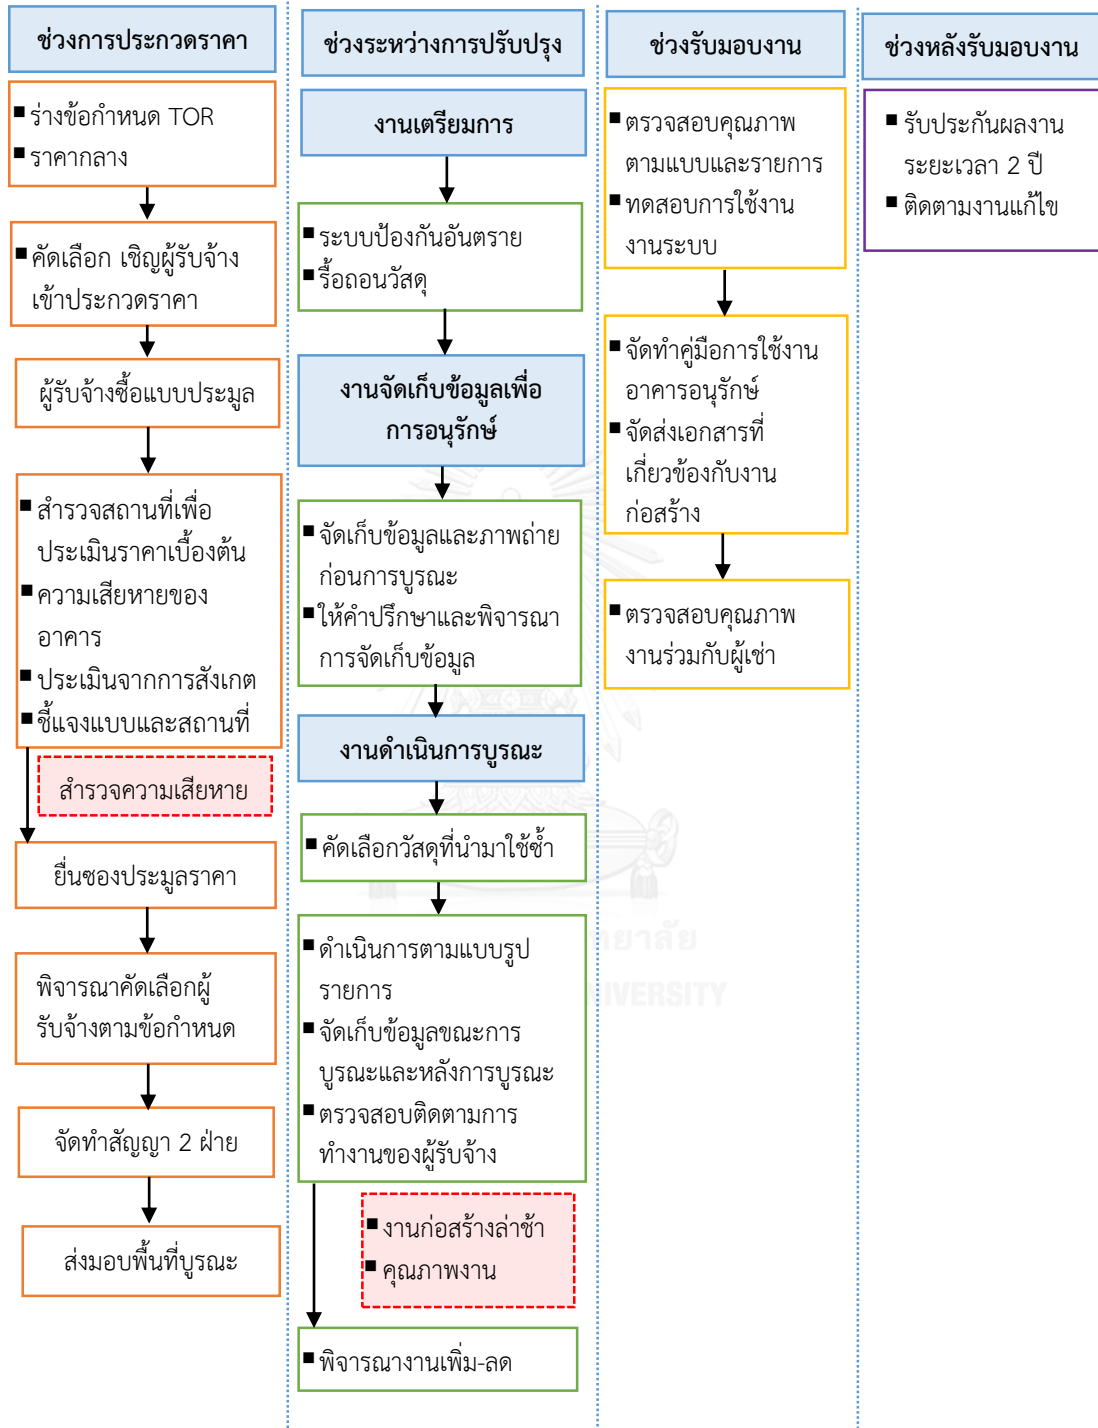 ช่วงการประกวดราคา
■ ร่างข้อกำหนด TOR
■ ราคากลาง
■ คัดเลือก เชิญผู้รับจ้าง
เข้าประกวดราคา
ผู้รับจ้างซื้อแบบประมูล
■ สำรวจสถานที่เพื่อ
ประเมินราคาเบื้องต้น
■ ความเสียหายของ
อาคาร
■ ประเมินจากการสังเกต
■ ชี้แจงแบบและสถานที่
สำรวจความเสียหาย
ยื่นซองประมูลราคา
พิจารณาคัดเลือกผู้
รับจ้างตามข้อกำหนด
จัดทำสัญญา 2 ฝ่าย
ส่งมอบพื้นที่บูรณะ
ช่วงระหว่างการปรับปรุง
งานเตรียมการ
■ ระบบป้องกันอันตราย
■ รื้อถอนวัสดุ
งานจัดเก็บข้อมูลเพื่อ
การอนุรักษ์
■ จัดเก็บข้อมูลและภาพถ่าย
ก่อนการบูรณะ
■ ให้คำปรึกษาและพิจารณา
การจัดเก็บข้อมูล
งานดำเนินการบูรณะ
■ คัดเลือกวัสดุที่นำมาใช้ซ้ำ
■ ดำเนินการตามแบบรูป
รายการ
■ จัดเก็บข้อมูลขณะการ
บูรณะและหลังการบูรณะ
■ ตรวจสอบติดตามการ
ทำงานของผู้รับจ้าง
■ งานก่อสร้างล่าช้า
■ คุณภาพงาน
■ พิจารณางานเพิ่ม-ลด
ช่วงรับมอบงาน
■ ตรวจสอบคุณภาพ
ตามแบบและรายการ
■ ทดสอบการใช้งาน
งานระบบ
■ จัดทำคู่มือการใช้งาน
อาคารอนุรักษ์
■ จัดส่งเอกสารที่
เกี่ยวข้องกับงาน
ก่อสร้าง
■ ตรวจสอบคุณภาพ
งานร่วมกับผู้เช่า
ช่วงหลังรับมอบงาน
■ รับประกันผลงาน
ระยะเวลา 2 ปี
■ ติดตามงานแก้ไข
ทยาลัย
NIVERSITY